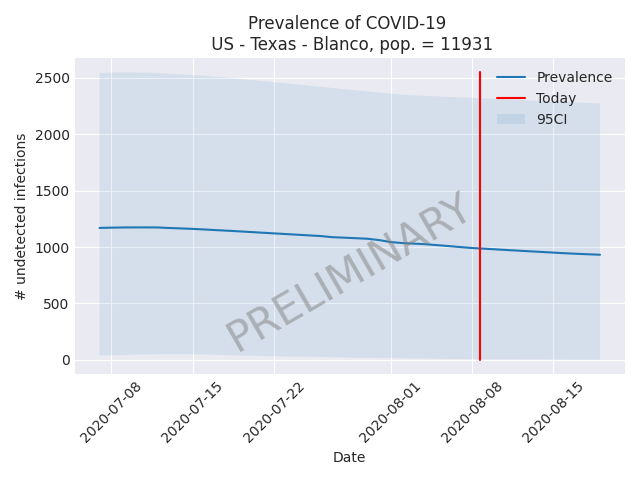 Prevalence of COVID-19
US - Texas - Blanco, pop. = 11931
Prevalence
Today
95CI
# undetected infections
2500
2000
1500
1000
500
0
PRELIMINARY
2020-07-08
2020-07-15
2020-07-22
2020-08-01
2020-08-08
2020-08-15
Date